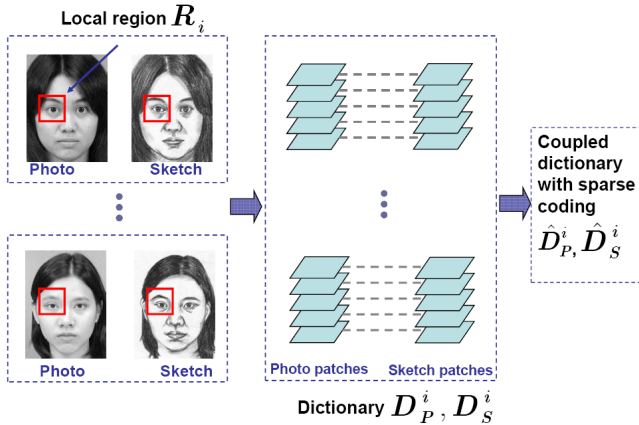 Local region R_i
Photo Sketch
Photo Sketch
Photo patches Sketch patches
Dictionary D_P^i, D_S^i
Coupled
dictionary
with sparse
coding
D̂_P^i, D̂_S^i